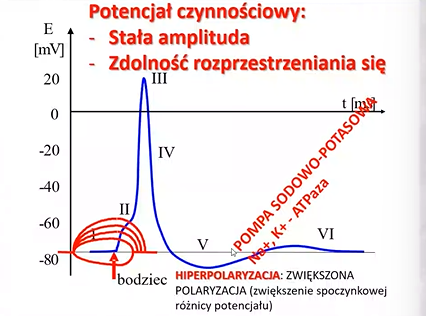 Potencjał czynnościowy:
- Stała amplituda
- Zdolność rozprzestrzeniania się
E
[mV]
20
0
-20
-40
-60
-80
III
t [ms]
IV
II
I
V
VI
bodziec
POMPA SODOWO-POTASOWA
Na+, K+ - ATPaza
HIPERPOLARYZACJA: ZWIĘKSZONA
POLARYZACJA (zwiększenie spoczynkowej
różnicy potencjału)